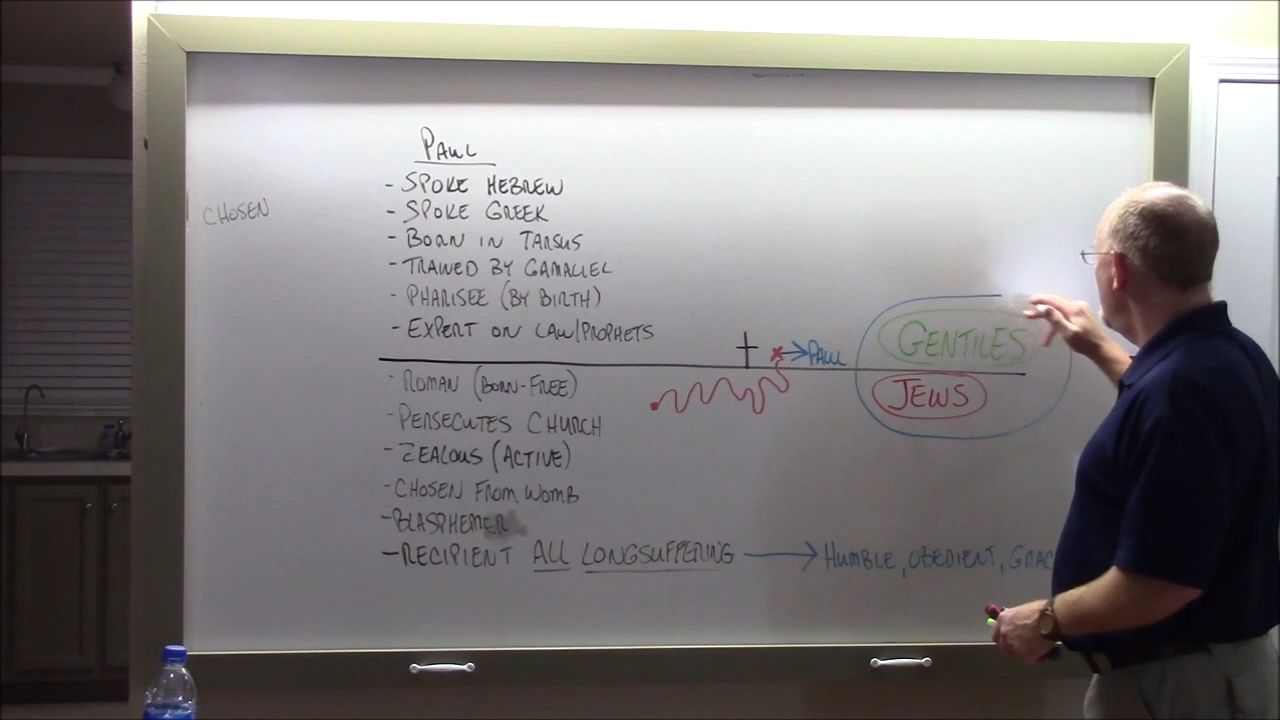 PAUL
- SPOKE HEBREW
CHOSEN
- SPOKE GREEK
- BORN IN TARSUS
- TRAINED BY GAMALIEL
- PHARISEE (BY BIRTH)
- EXPERT ON LAW/PROPHETS
PAUL
GENTILES
- ROMAN (BORN-FREE)
JEWS
- PERSECUTES CHURCH
- ZEALOUS (ACTIVE)
- CHOSEN FROM WOMB
- BLASPHEMER
- RECIPIENT ALL LONGSUFFERING → HUMBLE, OBEDIENT, GRAC